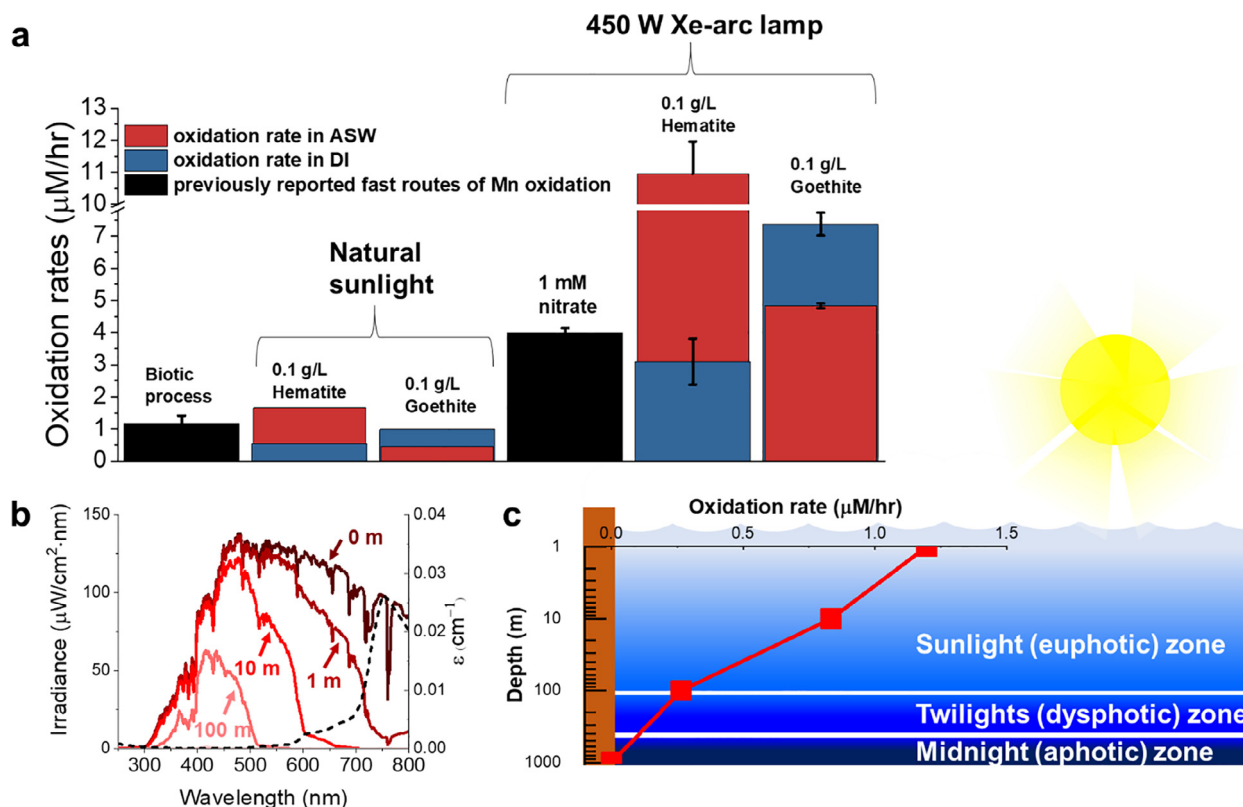 a
450 W Xe-arc lamp
Oxidation rates (μM/hr)
13
12
11
10
7
6
5
4
3
2
1
0
oxidation rate in ASW
oxidation rate in DI
previously reported fast routes of Mn oxidation
Natural
sunlight
Biotic
process
0.1 g/L
Hematite
0.1 g/L
Goethite
1 mM
nitrate
0.1 g/L
Hematite
0.1 g/L
Goethite
b
Irradiance (μW/cm²·nm)
150
125
100
75
50
25
0
0 m
1 m
10 m
100 m
0.04
0.03
0.02
0.01
0.00
ε (cm⁻¹)
300 400 500 600 700 800
Wavelength (nm)
c
Oxidation rate (μM/hr)
0.0 0.5 1.0 1.5
Depth (m)
1
10
100
1000
Sunlight (euphotic) zone
Twilights (dysphotic) zone
Midnight (aphotic) zone